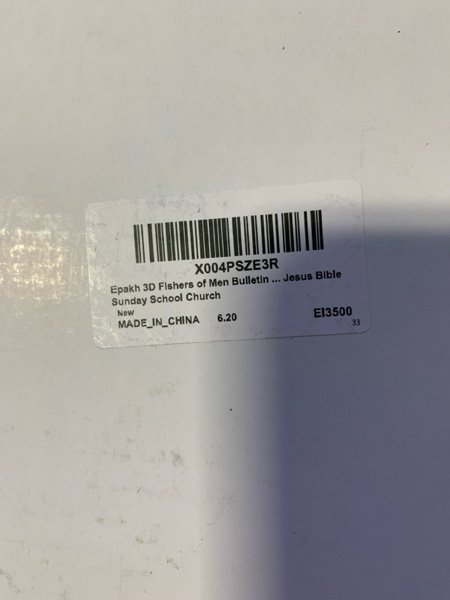 X004PSZE3R
Epakh 3D Fishers of Men Bulletin ... Jesus Bible
Sunday School Church
New
MADE_IN_CHINA 6.20 EI3500
33